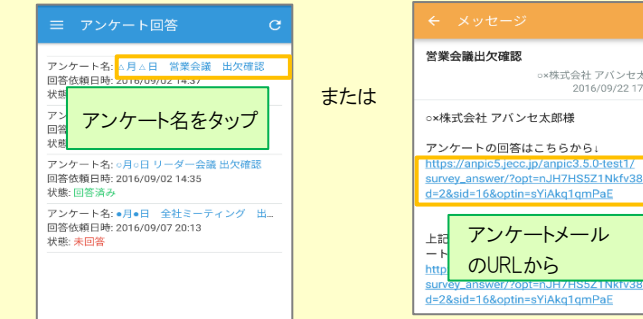 アンケート回答
アンケート名: △月△日 営業会議 出欠確認
回答依頼日時: 2016/09/02 14:37
状態
アンケート名をタップ
アン
回答
状態
アンケート名: ○月○日 リーダー会議 出欠確認
回答依頼日時: 2016/09/02 14:35
状態: 回答済み
アンケート名: ●月●日 全社ミーティング 出...
回答依頼日時: 2016/09/07 20:13
状態: 未回答
または
メッセージ
営業会議出欠確認
○×株式会社 アバンセ太
2016/09/22 17
○×株式会社 アバンセ太郎様
アンケートの回答はこちらから↓
https://anpic5.jecc.jp/anpic3.5.0-test1/
survey_answer/?opt=nJH7HS5Z1Nkfv38
d=2&sid=16&optin=sYiAkq1qmPaE
アンケートメール
のURLから
上記
ート
http
survey_answer/?opt=nJH7HS5Z1Nkfv38
d=2&sid=16&optin=sYiAkq1qmPaE